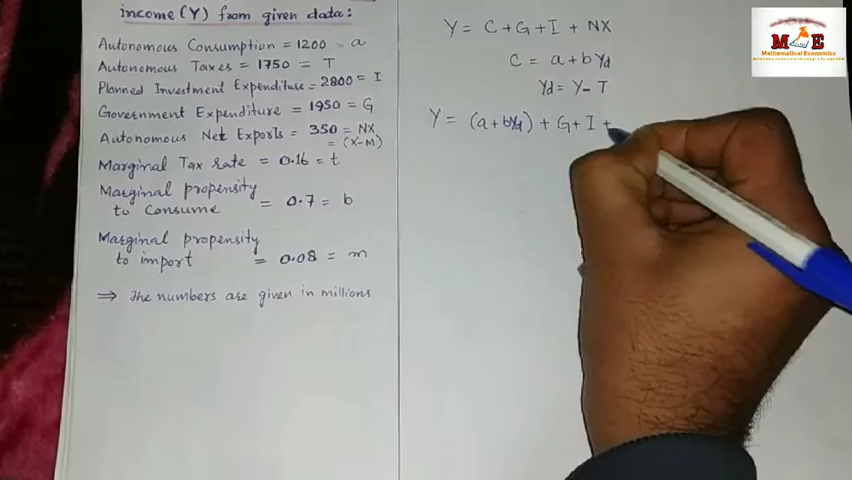 income (Y) from given data:
Autonomous Consumption = 1200 = a
Autonomous Taxes = 1750 = T
Planned Investment Expenditure = 2800 = I
Government Expenditure = 1950 = G
Autonomous Net Exports = 350 = NX
= (X-M)
Marginal Tax rate = 0.16 = t
Marginal propensity
to Consume = 0.7 = b
Marginal propensity
to import = 0.08 = m
⇒ The numbers are given in millions
Y = C + G + I + NX
C = a + b Yd
Yd = Y - T
Y = (a + bYd) + G + I +
M E
Mathematical Economics